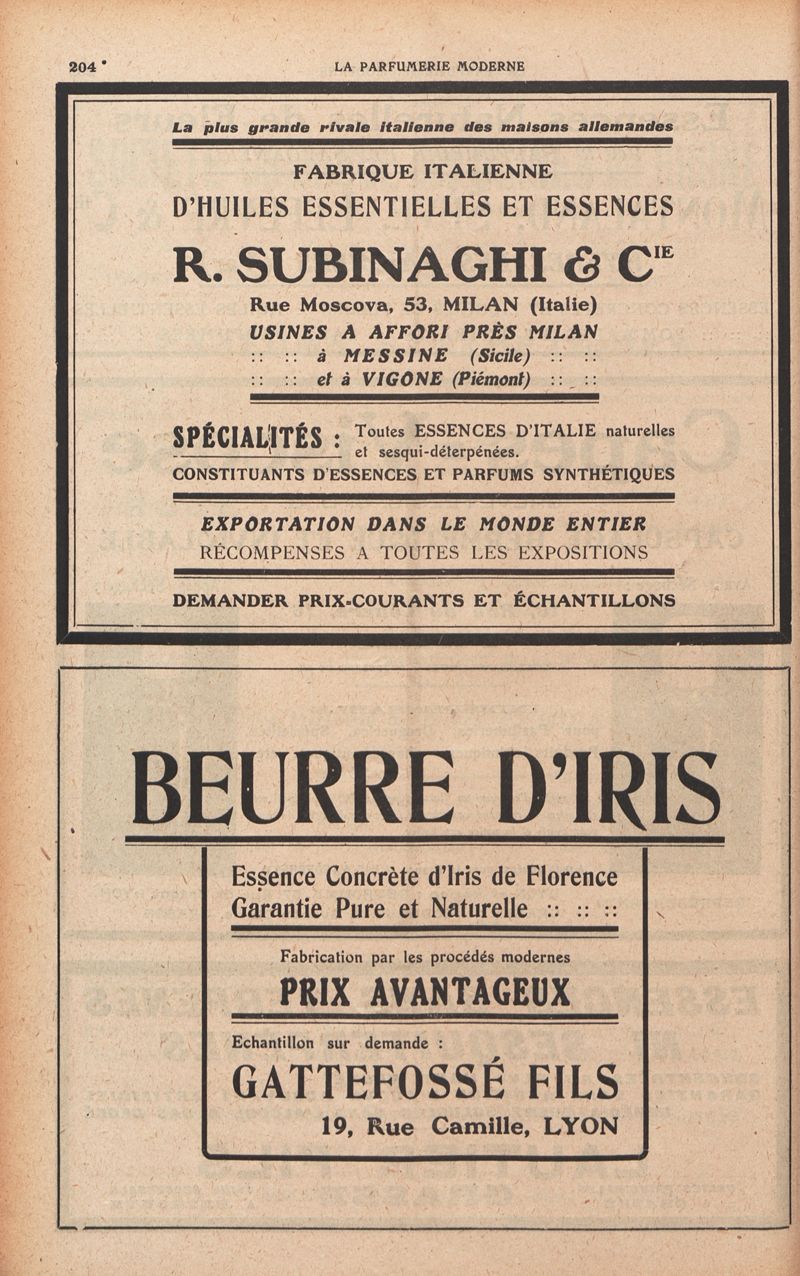 204 *
LA PARFUMERIE MODERNE
La plus grande rivale italienne des maisons allemandes
FABRIQUE ITALIENNE
D'HUILES ESSENTIELLES ET ESSENCES
R. SUBINAGHI & CIE
Rue Moscova, 53, MILAN (Italie)
USINES A AFFORI PRÈS MILAN
:: :: à MESSINE (Sicile) :: ::
:: :: et à VIGONE (Piémont) :: ::
SPÉCIALITÉS : Toutes ESSENCES D'ITALIE naturelles
et sesqui-déterpénées.
CONSTITUANTS D'ESSENCES ET PARFUMS SYNTHÉTIQUES
EXPORTATION DANS LE MONDE ENTIER
RÉCOMPENSES A TOUTES LES EXPOSITIONS
DEMANDER PRIX-COURANTS ET ÉCHANTILLONS
BEURRE D'IRIS
Essence Concrète d'Iris de Florence
Garantie Pure et Naturelle :: :: ::
Fabrication par les procédés modernes
PRIX AVANTAGEUX
Echantillon sur demande :
GATTEFOSSÉ FILS
19, Rue Camille, LYON